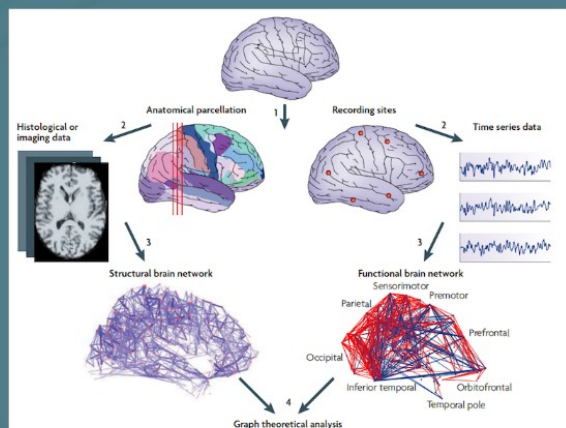 1
Anatomical parcellation
Recording sites
Histological or
imaging data
2
2
Time series data
3
3
Structural brain network
Functional brain network
Sensorimotor
Premotor
Parietal
Prefrontal
Occipital
Inferior temporal
Orbitofrontal
Temporal pole
4
Graph theoretical analysis